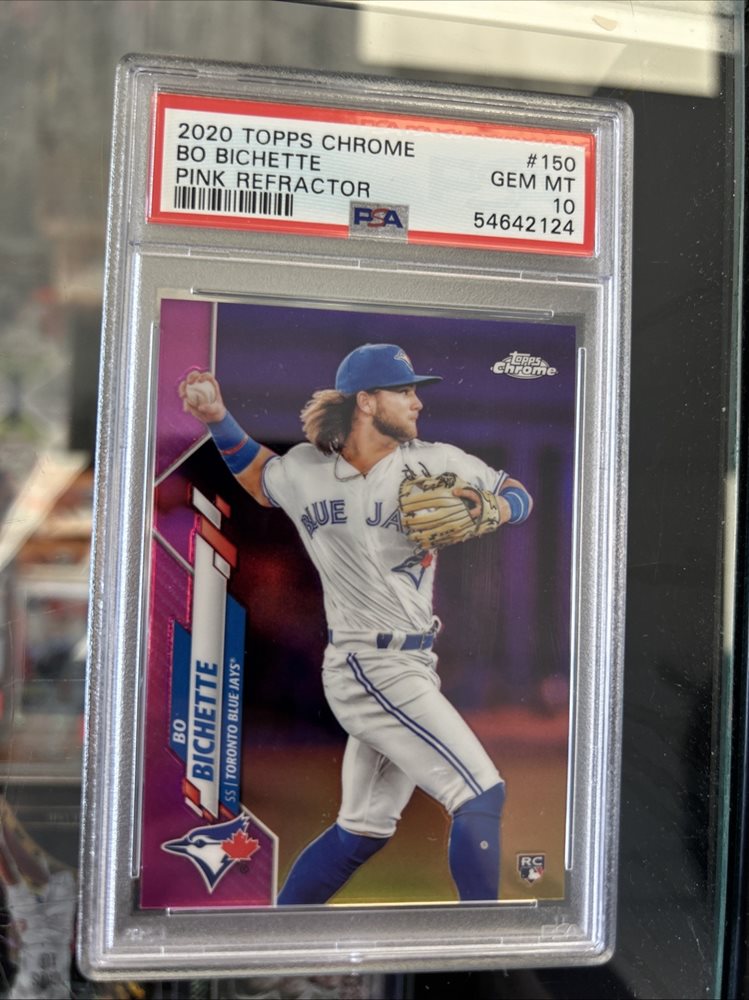 2020 TOPPS CHROME #150
BO BICHETTE GEM MT
PINK REFRACTOR 10
PSA 54642124
Topps
Chrome
BLUE JA
BO
BICHETTE
SS | TORONTO BLUE JAYS®
®
RC